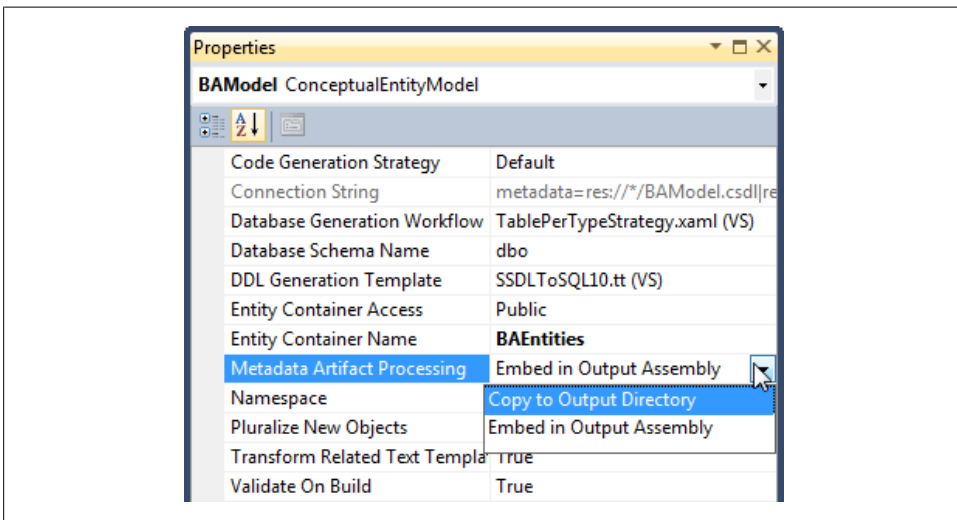 Properties
BAModel ConceptualEntityModel
Code Generation Strategy Default
Connection String metadata=res://*/BAModel.csdl|re
Database Generation Workflow TablePerTypeStrategy.xaml (VS)
Database Schema Name dbo
DDL Generation Template SSDLToSQL10.tt (VS)
Entity Container Access Public
Entity Container Name BAEntities
Metadata Artifact Processing Embed in Output Assembly
Namespace Copy to Output Directory
Pluralize New Objects Embed in Output Assembly
Transform Related Text Templa True
Validate On Build True